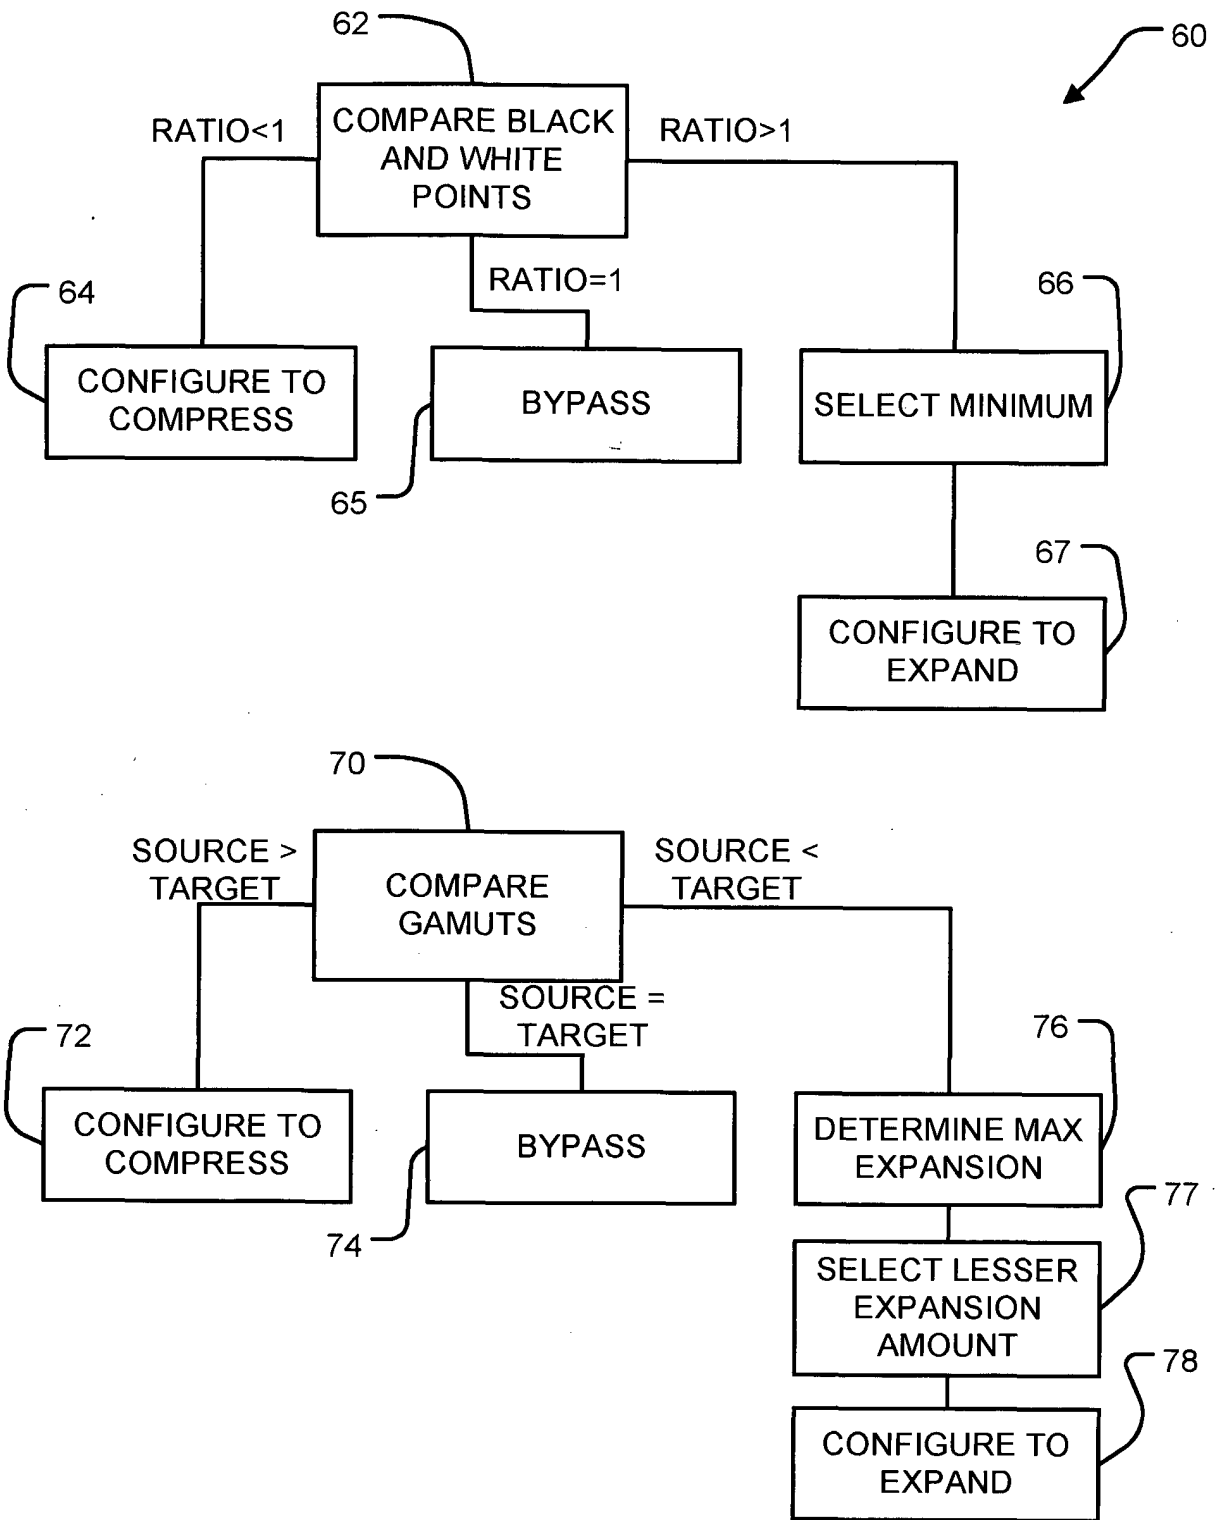 62
60
RATIO<1
COMPARE BLACK
AND WHITE
POINTS
RATIO>1
RATIO=1
64
66
CONFIGURE TO
COMPRESS
BYPASS
SELECT MINIMUM
65
67
CONFIGURE TO
EXPAND
70
SOURCE >
TARGET
COMPARE
GAMUTS
SOURCE <
TARGET
SOURCE =
TARGET
72
76
CONFIGURE TO
COMPRESS
BYPASS
DETERMINE MAX
EXPANSION
74
77
SELECT LESSER
EXPANSION
AMOUNT
78
CONFIGURE TO
EXPAND